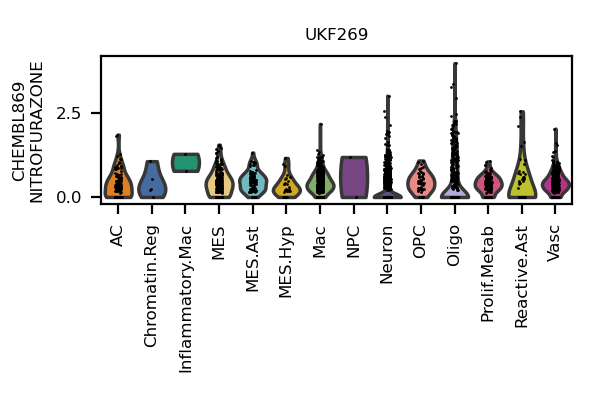 UKF269
CHEMBL869
NITROFURAZONE
2.5
0.0
AC
Chromatin.Reg
Inflammatory.Mac
MES
MES.Ast
MES.Hyp
Mac
NPC
Neuron
OPC
Oligo
Prolif.Metab
Reactive.Ast
Vasc